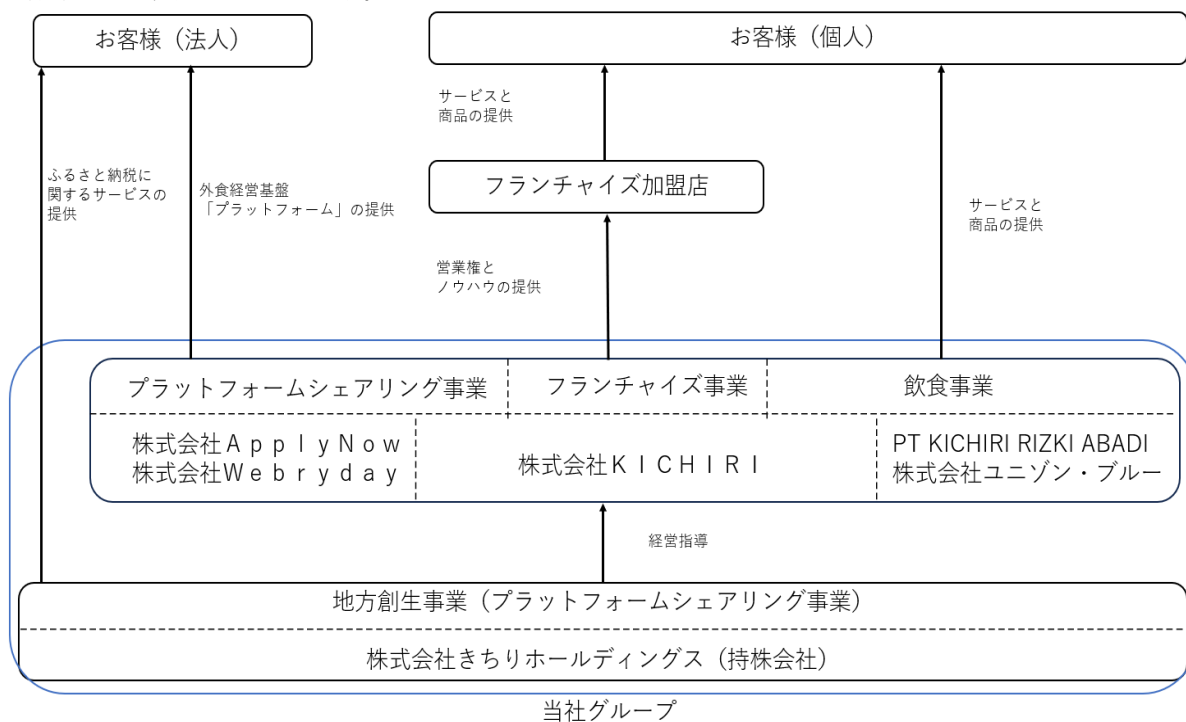 お客様（法人）
お客様（個人）
サービスと
商品の提供
ふるさと納税に
関するサービスの
提供
外食経営基盤
「プラットフォーム」の提供
フランチャイズ加盟店
サービスと
商品の提供
営業権と
ノウハウの提供
プラットフォームシェアリング事業
フランチャイズ事業
飲食事業
株式会社ＡｐｐｌｙＮｏｗ
株式会社Ｗｅｂｒｙｄａｙ
株式会社ＫＩＣＨＩＲＩ
PT KICHIRI RIZKI ABADI
株式会社ユニゾン・ブルー
経営指導
地方創生事業（プラットフォームシェアリング事業）
株式会社きちりホールディングス（持株会社）
当社グループ